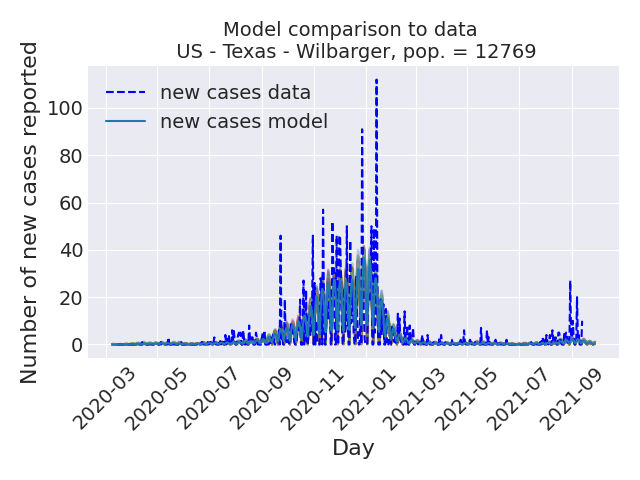 Model comparison to data
US - Texas - Wilbarger, pop. = 12769
Number of new cases reported
100
80
60
40
20
0
new cases data
new cases model
2020-03
2020-05
2020-07
2020-09
2020-11
2021-01
2021-03
2021-05
2021-07
2021-09
Day